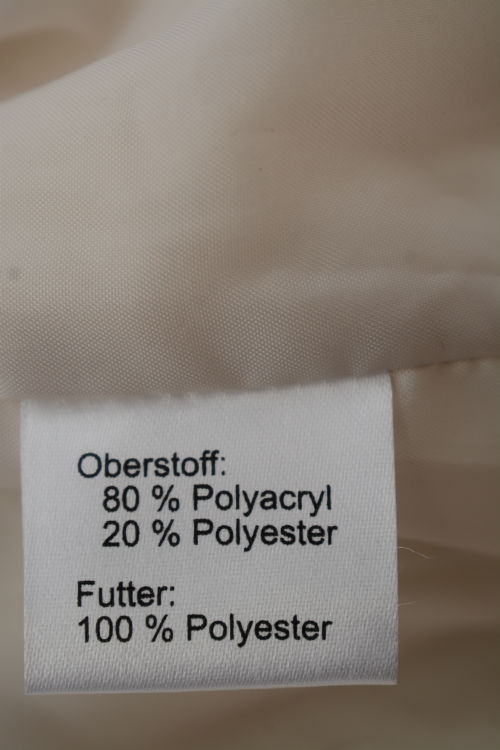 Oberstoff:
80 % Polyacryl
20 % Polyester
Futter:
100 % Polyester